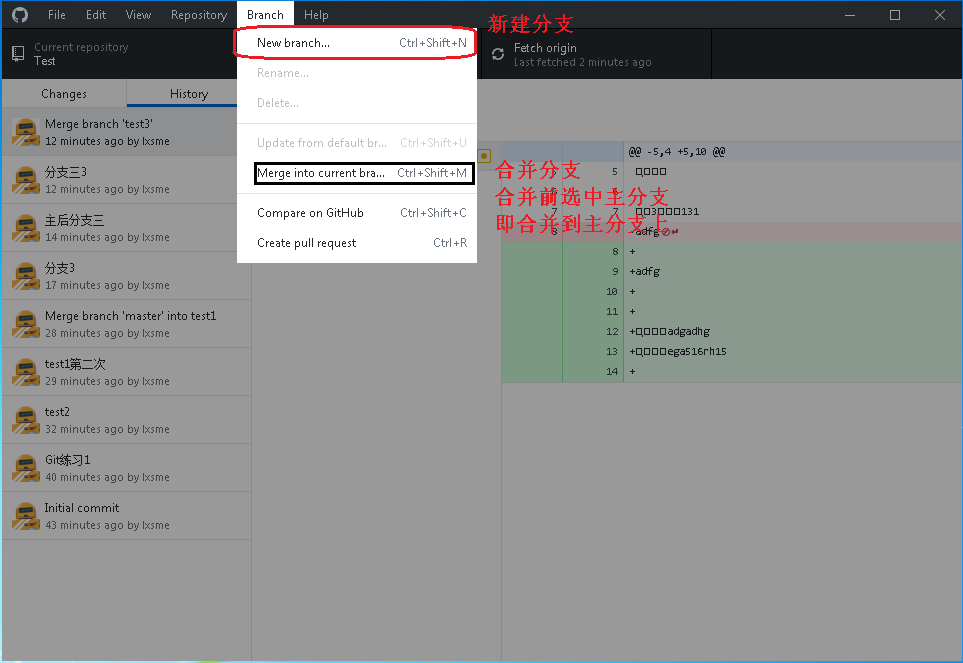 File Edit View Repository Branch Help
新建分支
Current repository
Test
New branch... Ctrl+Shift+N
Fetch origin
Last fetched 2 minutes ago
Rename...
Delete...
Changes History
Update from default br... Ctrl+Shift+U
Merge into current bra... Ctrl+Shift+M
Compare on GitHub Ctrl+Shift+C
Create pull request Ctrl+R
合并分支
合并前选中主分支
即合并到主分支上
Merge branch 'test3'
12 minutes ago by lxsme
分支三3
12 minutes ago by lxsme
主后分支三
14 minutes ago by lxsme
分支3
17 minutes ago by lxsme
Merge branch 'master' into test1
28 minutes ago by lxsme
test1第二次
29 minutes ago by lxsme
test2
32 minutes ago by lxsme
Git练习1
40 minutes ago by lxsme
Initial commit
43 minutes ago by lxsme
@@ -5,4 +5,10 @@
5 5
7 7 3 131
8 -adfg
8 +
9 +adfg
10 +
11 +
12 + adgadhg
13 + ega516rh15
14 +